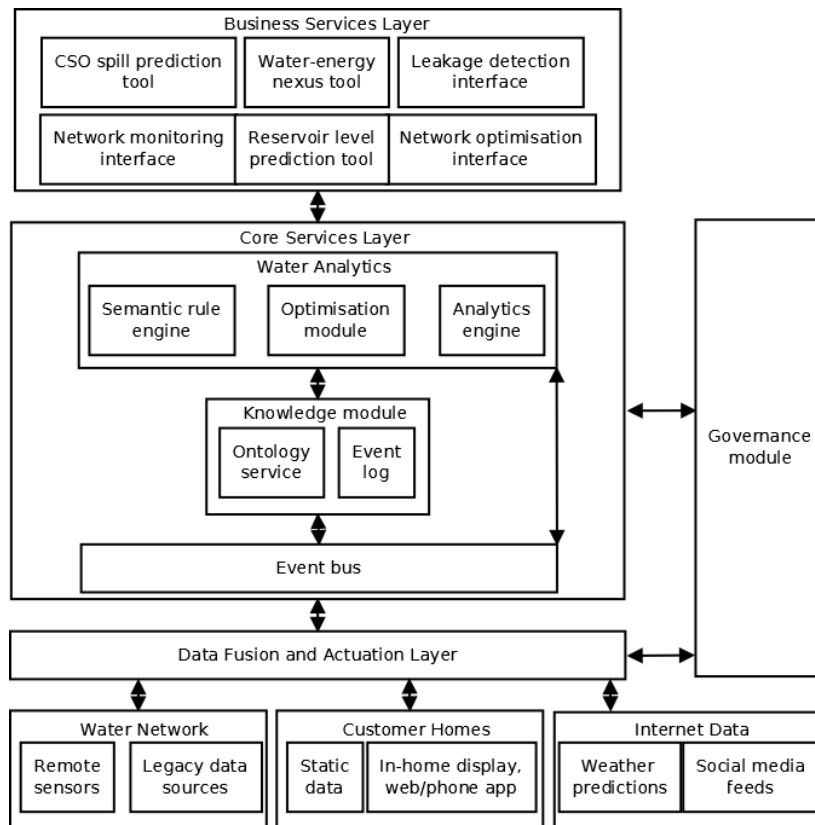 Business Services Layer
CSO spill prediction
tool
Water-energy
nexus tool
Leakage detection
interface
Network monitoring
interface
Reservoir level
prediction tool
Network optimisation
interface
Core Services Layer
Water Analytics
Semantic rule
engine
Optimisation
module
Analytics
engine
Knowledge module
Ontology
service
Event
log
Event bus
Governance
module
Data Fusion and Actuation Layer
Water Network
Remote
sensors
Legacy data
sources
Customer Homes
Static
data
In-home display,
web/phone app
Internet Data
Weather
predictions
Social media
feeds